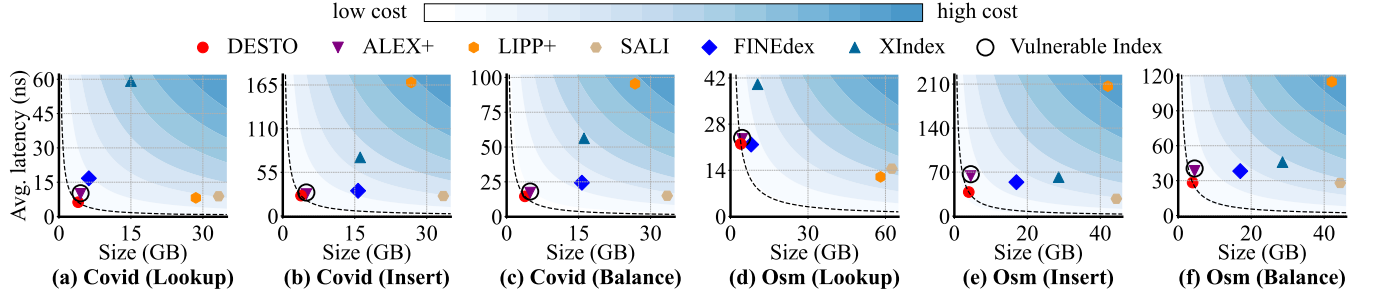 low cost high cost
DESTO ALEX+ LIPP+ SALI FINEdex XIndex Vulnerable Index
Avg. latency (ns)
60
45
30
15
0
0 15 30
Size (GB)
(a) Covid (Lookup)
165
110
55
0
0 15 30
Size (GB)
(b) Covid (Insert)
100
75
50
25
0
0 15 30
Size (GB)
(c) Covid (Balance)
42
28
14
0
0 20 40 60
Size (GB)
(d) Osm (Lookup)
210
140
70
0
0 20 40
Size (GB)
(e) Osm (Insert)
120
90
60
30
0
0 20 40
Size (GB)
(f) Osm (Balance)